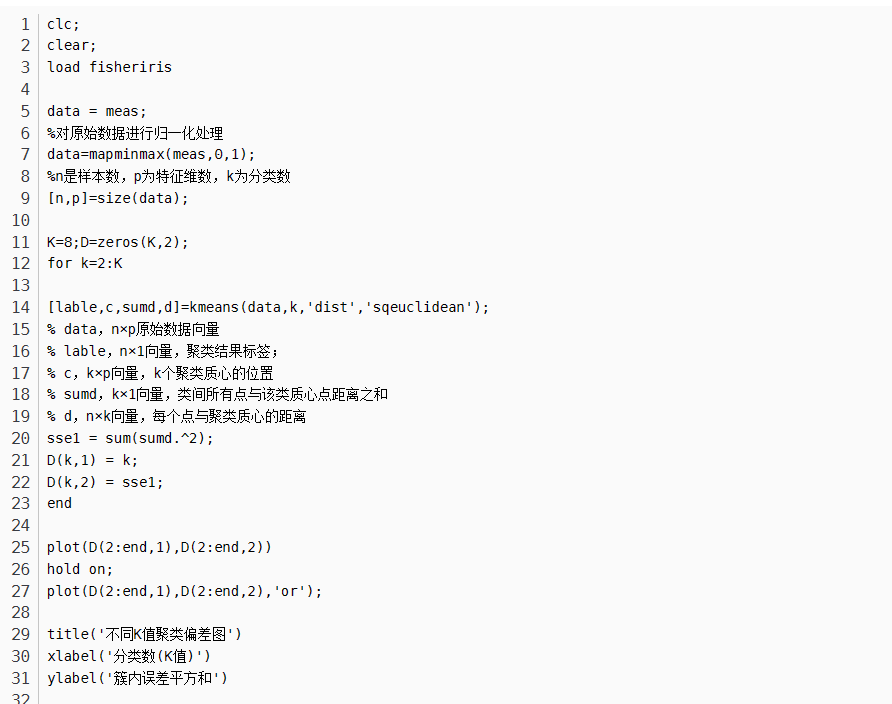 1 clc;
2 clear;
3 load fisheriris
4
5 data = meas;
6 %对原始数据进行归一化处理
7 data=mapminmax(meas,0,1);
8 %n是样本数，p为特征维数，k为分类数
9 [n,p]=size(data);
10
11 K=8;D=zeros(K,2);
12 for k=2:K
13
14 [lable,c,sumd,d]=kmeans(data,k,'dist','sqeuclidean');
15 % data，n×p原始数据向量
16 % lable，n×1向量，聚类结果标签；
17 % c，k×p向量，k个聚类质心的位置
18 % sumd，k×1向量，类间所有点与该类质心点距离之和
19 % d，n×k向量，每个点与聚类质心的距离
20 sse1 = sum(sumd.^2);
21 D(k,1) = k;
22 D(k,2) = sse1;
23 end
24
25 plot(D(2:end,1),D(2:end,2))
26 hold on;
27 plot(D(2:end,1),D(2:end,2),'or');
28
29 title('不同K值聚类偏差图')
30 xlabel('分类数(K值)')
31 ylabel('簇内误差平方和')
32